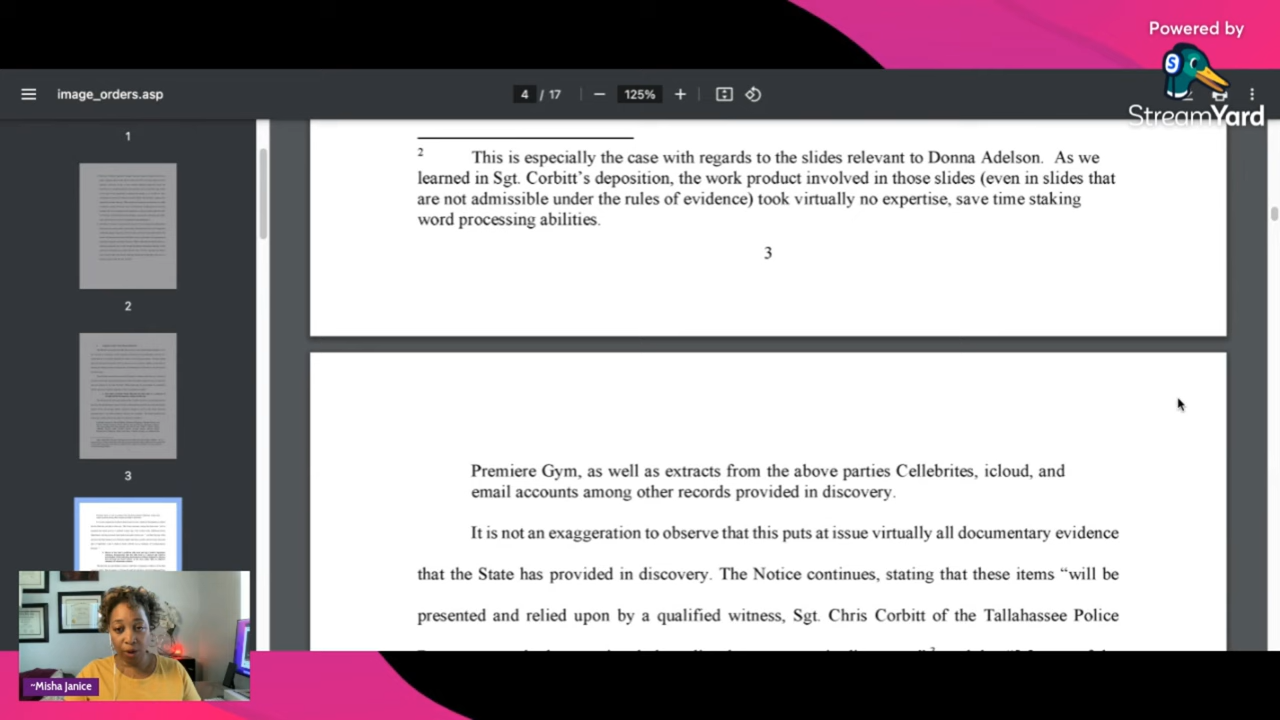 Powered by
StreamYard
image_orders.asp
4 / 17
125%
1
2
3
2 This is especially the case with regards to the slides relevant to Donna Adelson. As we
learned in Sgt. Corbitt's deposition, the work product involved in those slides (even in slides that
are not admissible under the rules of evidence) took virtually no expertise, save time staking
word processing abilities.
3
Premiere Gym, as well as extracts from the above parties Cellebrites, icloud, and
email accounts among other records provided in discovery.
It is not an exaggeration to observe that this puts at issue virtually all documentary evidence
that the State has provided in discovery. The Notice continues, stating that these items “will be
presented and relied upon by a qualified witness, Sgt. Chris Corbitt of the Tallahassee Police
~Misha Janice